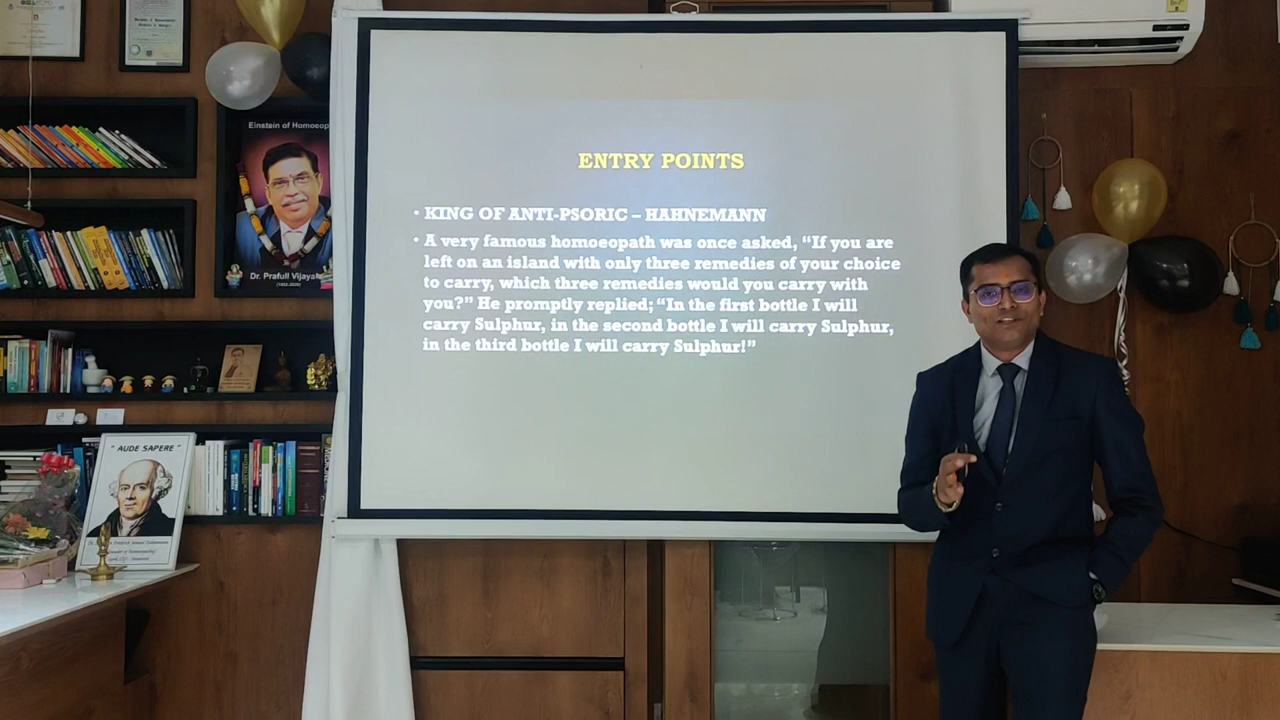 Einstein of Homoeop
Dr. Prafull Vijayak
ENTRY POINTS
• KING OF ANTI-PSORIC – HAHNEMANN
• A very famous homoeopath was once asked, “If you are
left on an island with only three remedies of your choice
to carry, which three remedies would you carry with
you?” He promptly replied; “In the first bottle I will
carry Sulphur, in the second bottle I will carry Sulphur,
in the third bottle I will carry Sulphur!”
" AUDE SAPERE "